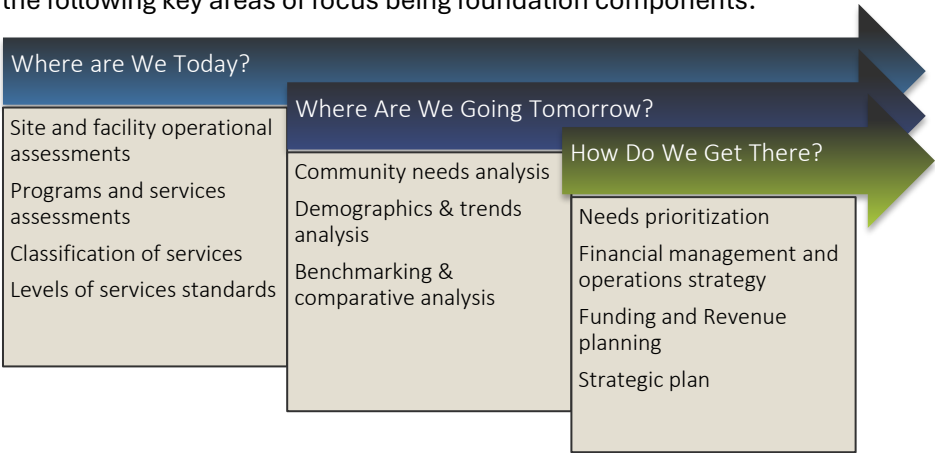 the following key areas of focus being foundation components:
Where are We Today?
Site and facility operational
assessments
Programs and services
assessments
Classification of services
Levels of services standards
Where Are We Going Tomorrow?
Community needs analysis
Demographics & trends
analysis
Benchmarking &
comparative analysis
How Do We Get There?
Needs prioritization
Financial management and
operations strategy
Funding and Revenue
planning
Strategic plan